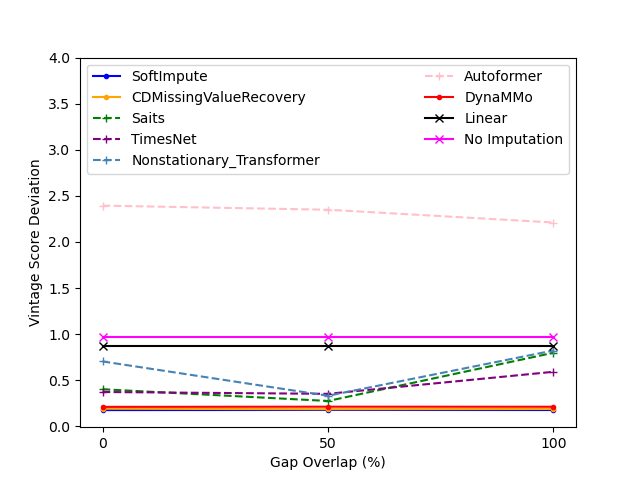 SoftImpute
CDMissingValueRecovery
Saits
TimesNet
Nonstationary_Transformer
Autoformer
DynaMMo
Linear
No Imputation
Vintage Score Deviation
4.0
3.5
3.0
2.5
2.0
1.5
1.0
0.5
0.0
0 50 100
Gap Overlap (%)